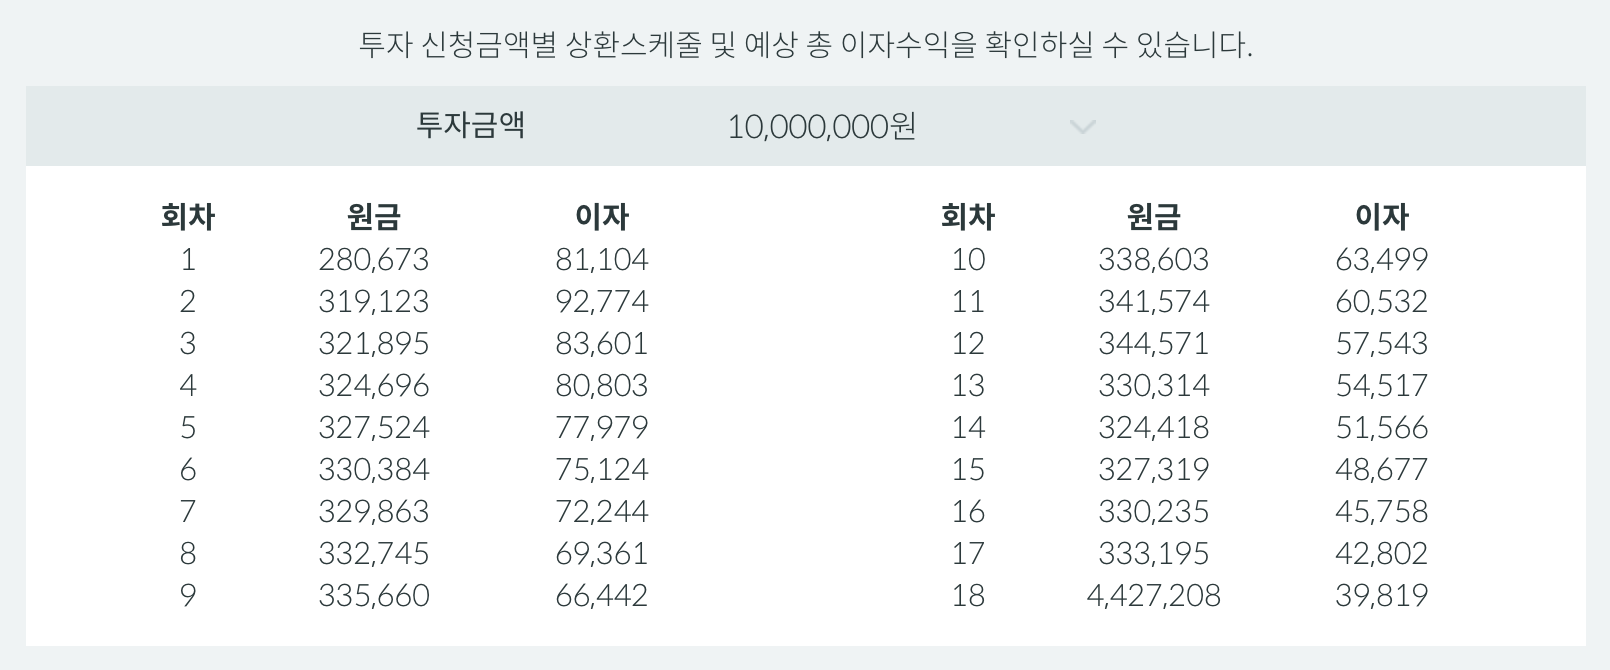 투자 신청금액별 상환스케줄 및 예상 총 이자수익을 확인하실 수 있습니다.
투자금액 10,000,000원
회차 원금 이자 회차 원금 이자
1 280,673 81,104 10 338,603 63,499
2 319,123 92,774 11 341,574 60,532
3 321,895 83,601 12 344,571 57,543
4 324,696 80,803 13 330,314 54,517
5 327,524 77,979 14 324,418 51,566
6 330,384 75,124 15 327,319 48,677
7 329,863 72,244 16 330,235 45,758
8 332,745 69,361 17 333,195 42,802
9 335,660 66,442 18 4,427,208 39,819